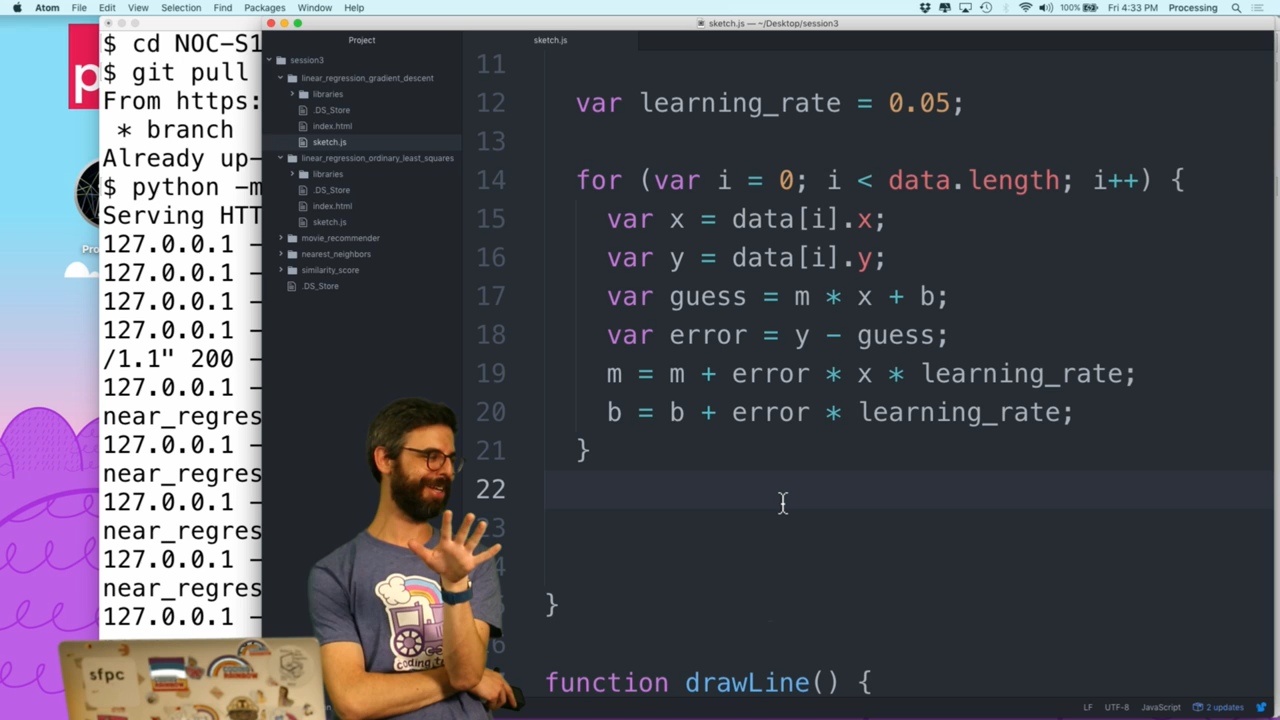 Atom File Edit View Selection Find Packages Window Help 100% Fri 4:33 PM Processing
sketch.js — ~/Desktop/session3
$ cd NOC-S1
$ git pull
From https:
* branch
Already up-
$ python -m
Serving HTT
127.0.0.1 -
127.0.0.1 -
127.0.0.1 -
127.0.0.1 -
/1.1" 200 -
127.0.0.1 -
near_regres
127.0.0.1 -
near_regres
127.0.0.1 -
near_regres
127.0.0.1 -
near_regres
127.0.0.1 -
Project
session3
linear_regression_gradient_descent
libraries
.DS_Store
index.html
sketch.js
linear_regression_ordinary_least_squares
libraries
.DS_Store
index.html
sketch.js
movie_recommender
nearest_neighbors
similarity_score
.DS_Store
sketch.js
11
12 var learning_rate = 0.05;
13
14 for (var i = 0; i < data.length; i++) {
15 var x = data[i].x;
16 var y = data[i].y;
17 var guess = m * x + b;
18 var error = y - guess;
19 m = m + error * x * learning_rate;
20 b = b + error * learning_rate;
21 }
22
23
}
function drawLine() {
sfpc
LF UTF-8 JavaScript 2 updates